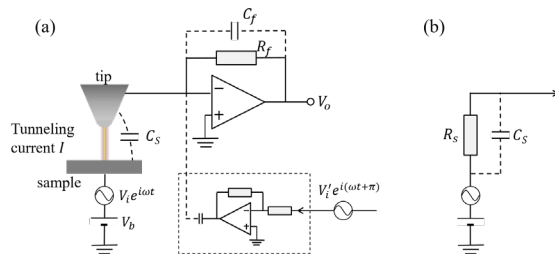 (a)
(b)
C_f
R_f
tip
V_o
C_S
Tunneling
current I
sample
V_i e^{iωt}
V_b
V_i' e^{i(ωt+π)}
R_s
C_S